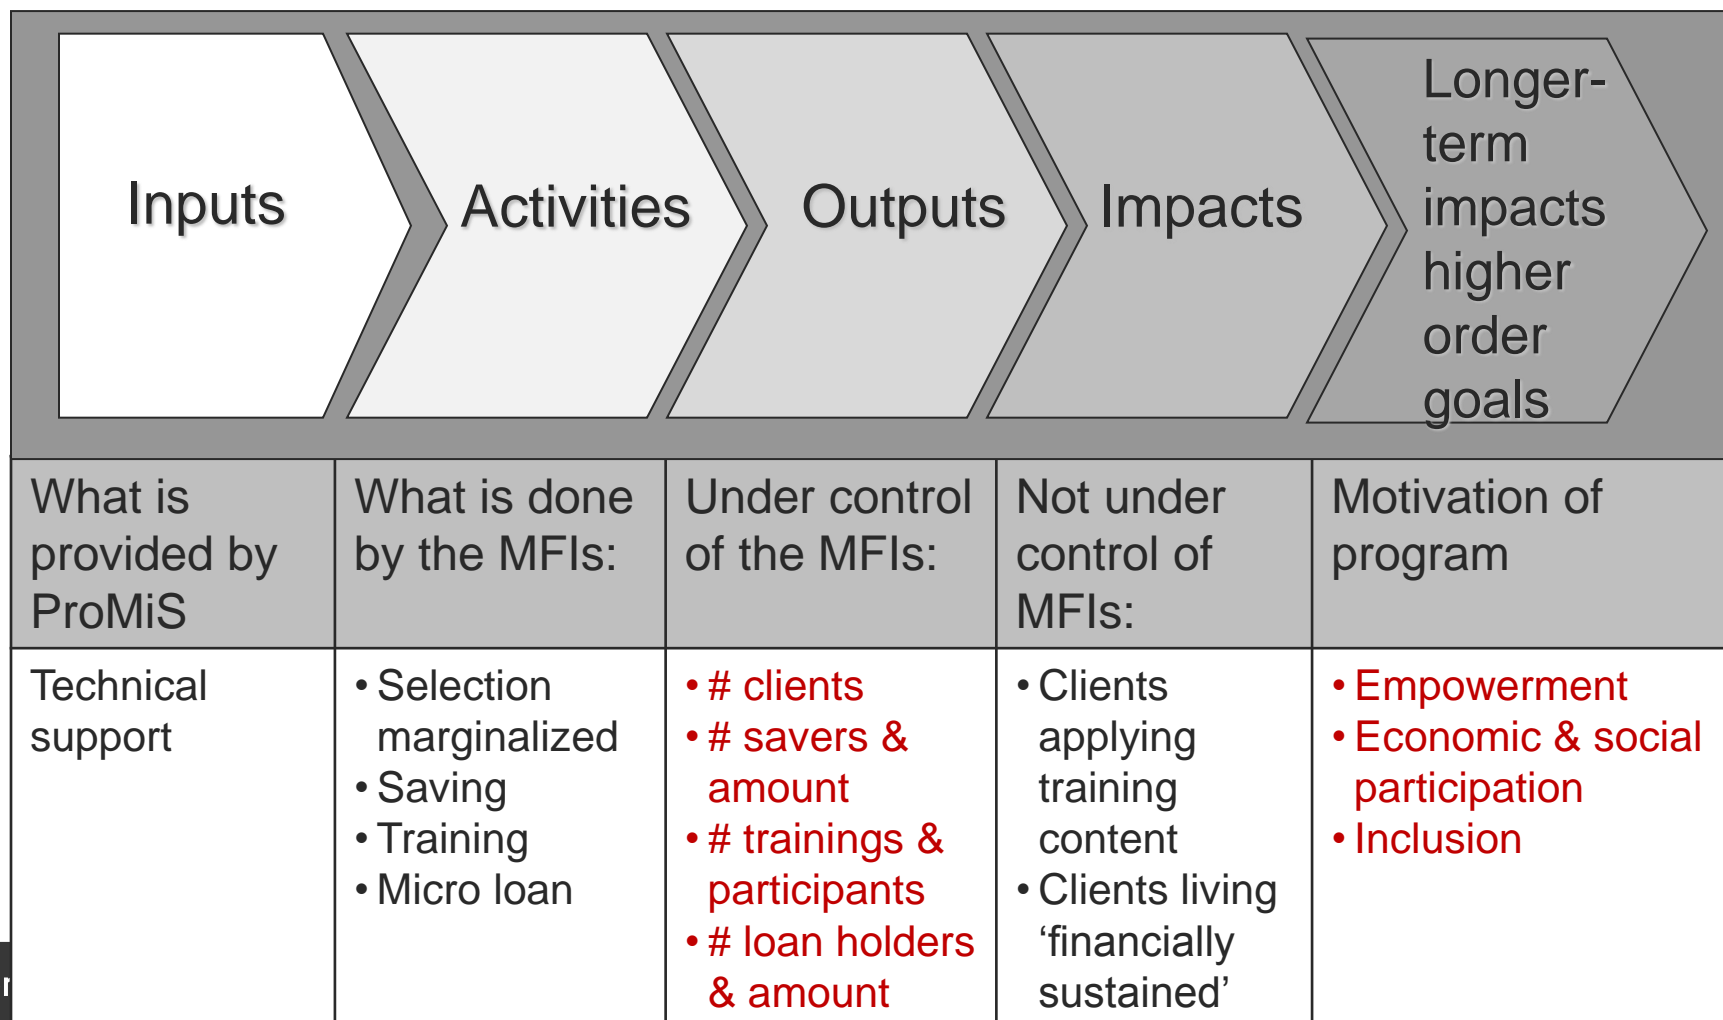 Inputs
Activities
Outputs
Impacts
Longer-
term
impacts
higher
order
goals
What is
provided by
ProMiS
What is done
by the MFIs:
Under control
of the MFIs:
Not under
control of
MFIs:
Motivation of
program
Technical
support
• Selection
marginalized
• Saving
• Training
• Micro loan
• # clients
• # savers &
amount
• # trainings &
participants
• # loan holders
& amount
• Clients
applying
training
content
• Clients living
‘financially
sustained’
• Empowerment
• Economic & social
participation
• Inclusion